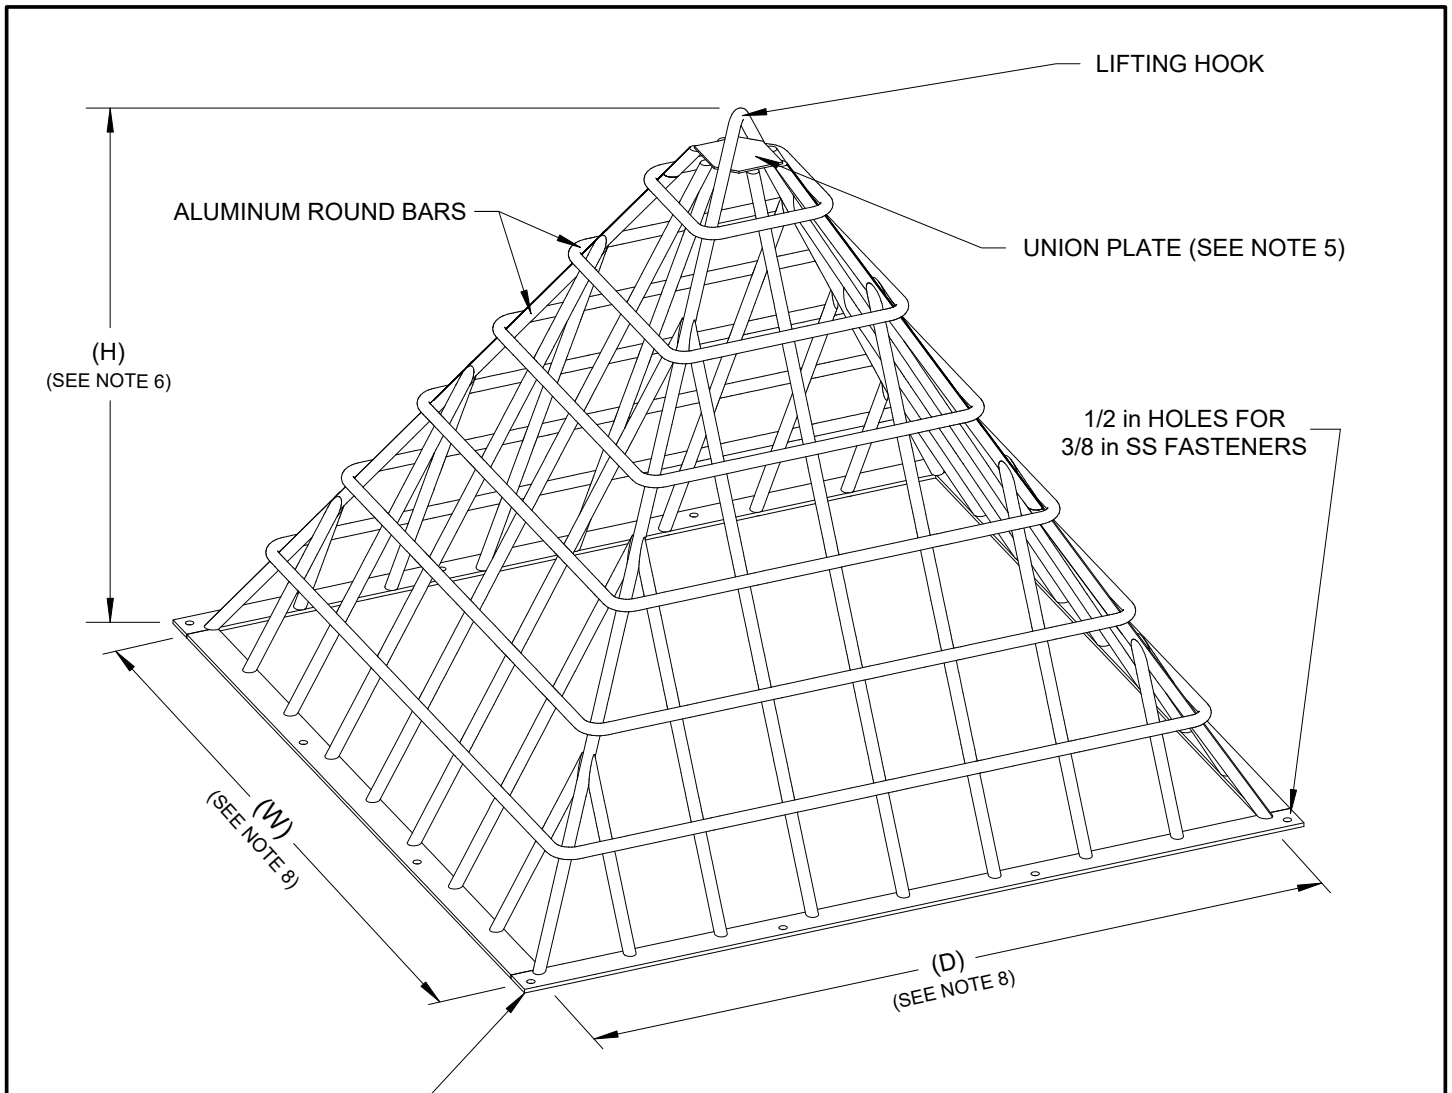 LIFTING HOOK
ALUMINUM ROUND BARS
UNION PLATE (SEE NOTE 5)
(H)
(SEE NOTE 6)
1/2 in HOLES FOR
3/8 in SS FASTENERS
(W)
(SEE NOTE 8)
(D)
(SEE NOTE 8)